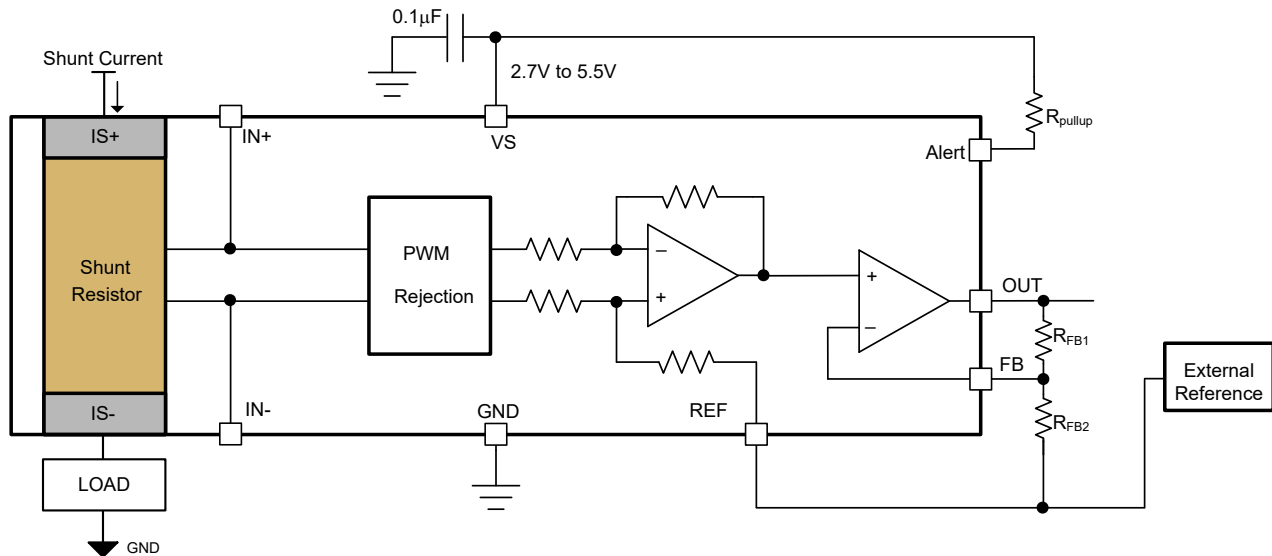 0.1μF
Shunt Current
2.7V to 5.5V
Rpullup
IS+
IN+
VS
Alert
PWM
Rejection
Shunt
Resistor
−
+
+
−
OUT
RFB1
FB
External
Reference
IS-
IN-
GND
REF
RFB2
LOAD
GND